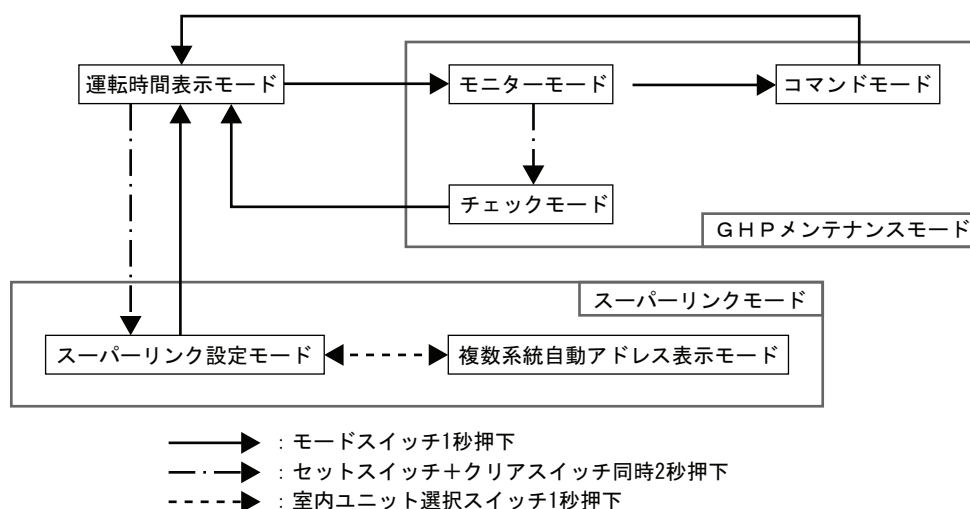 運転時間表示モード
モニターモード
コマンドモード
チェックモード
ＧＨＰメンテナンスモード
スーパーリンクモード
スーパーリンク設定モード
複数系統自動アドレス表示モード
：モードスイッチ1秒押下
：セットスイッチ＋クリアスイッチ同時2秒押下
：室内ユニット選択スイッチ1秒押下